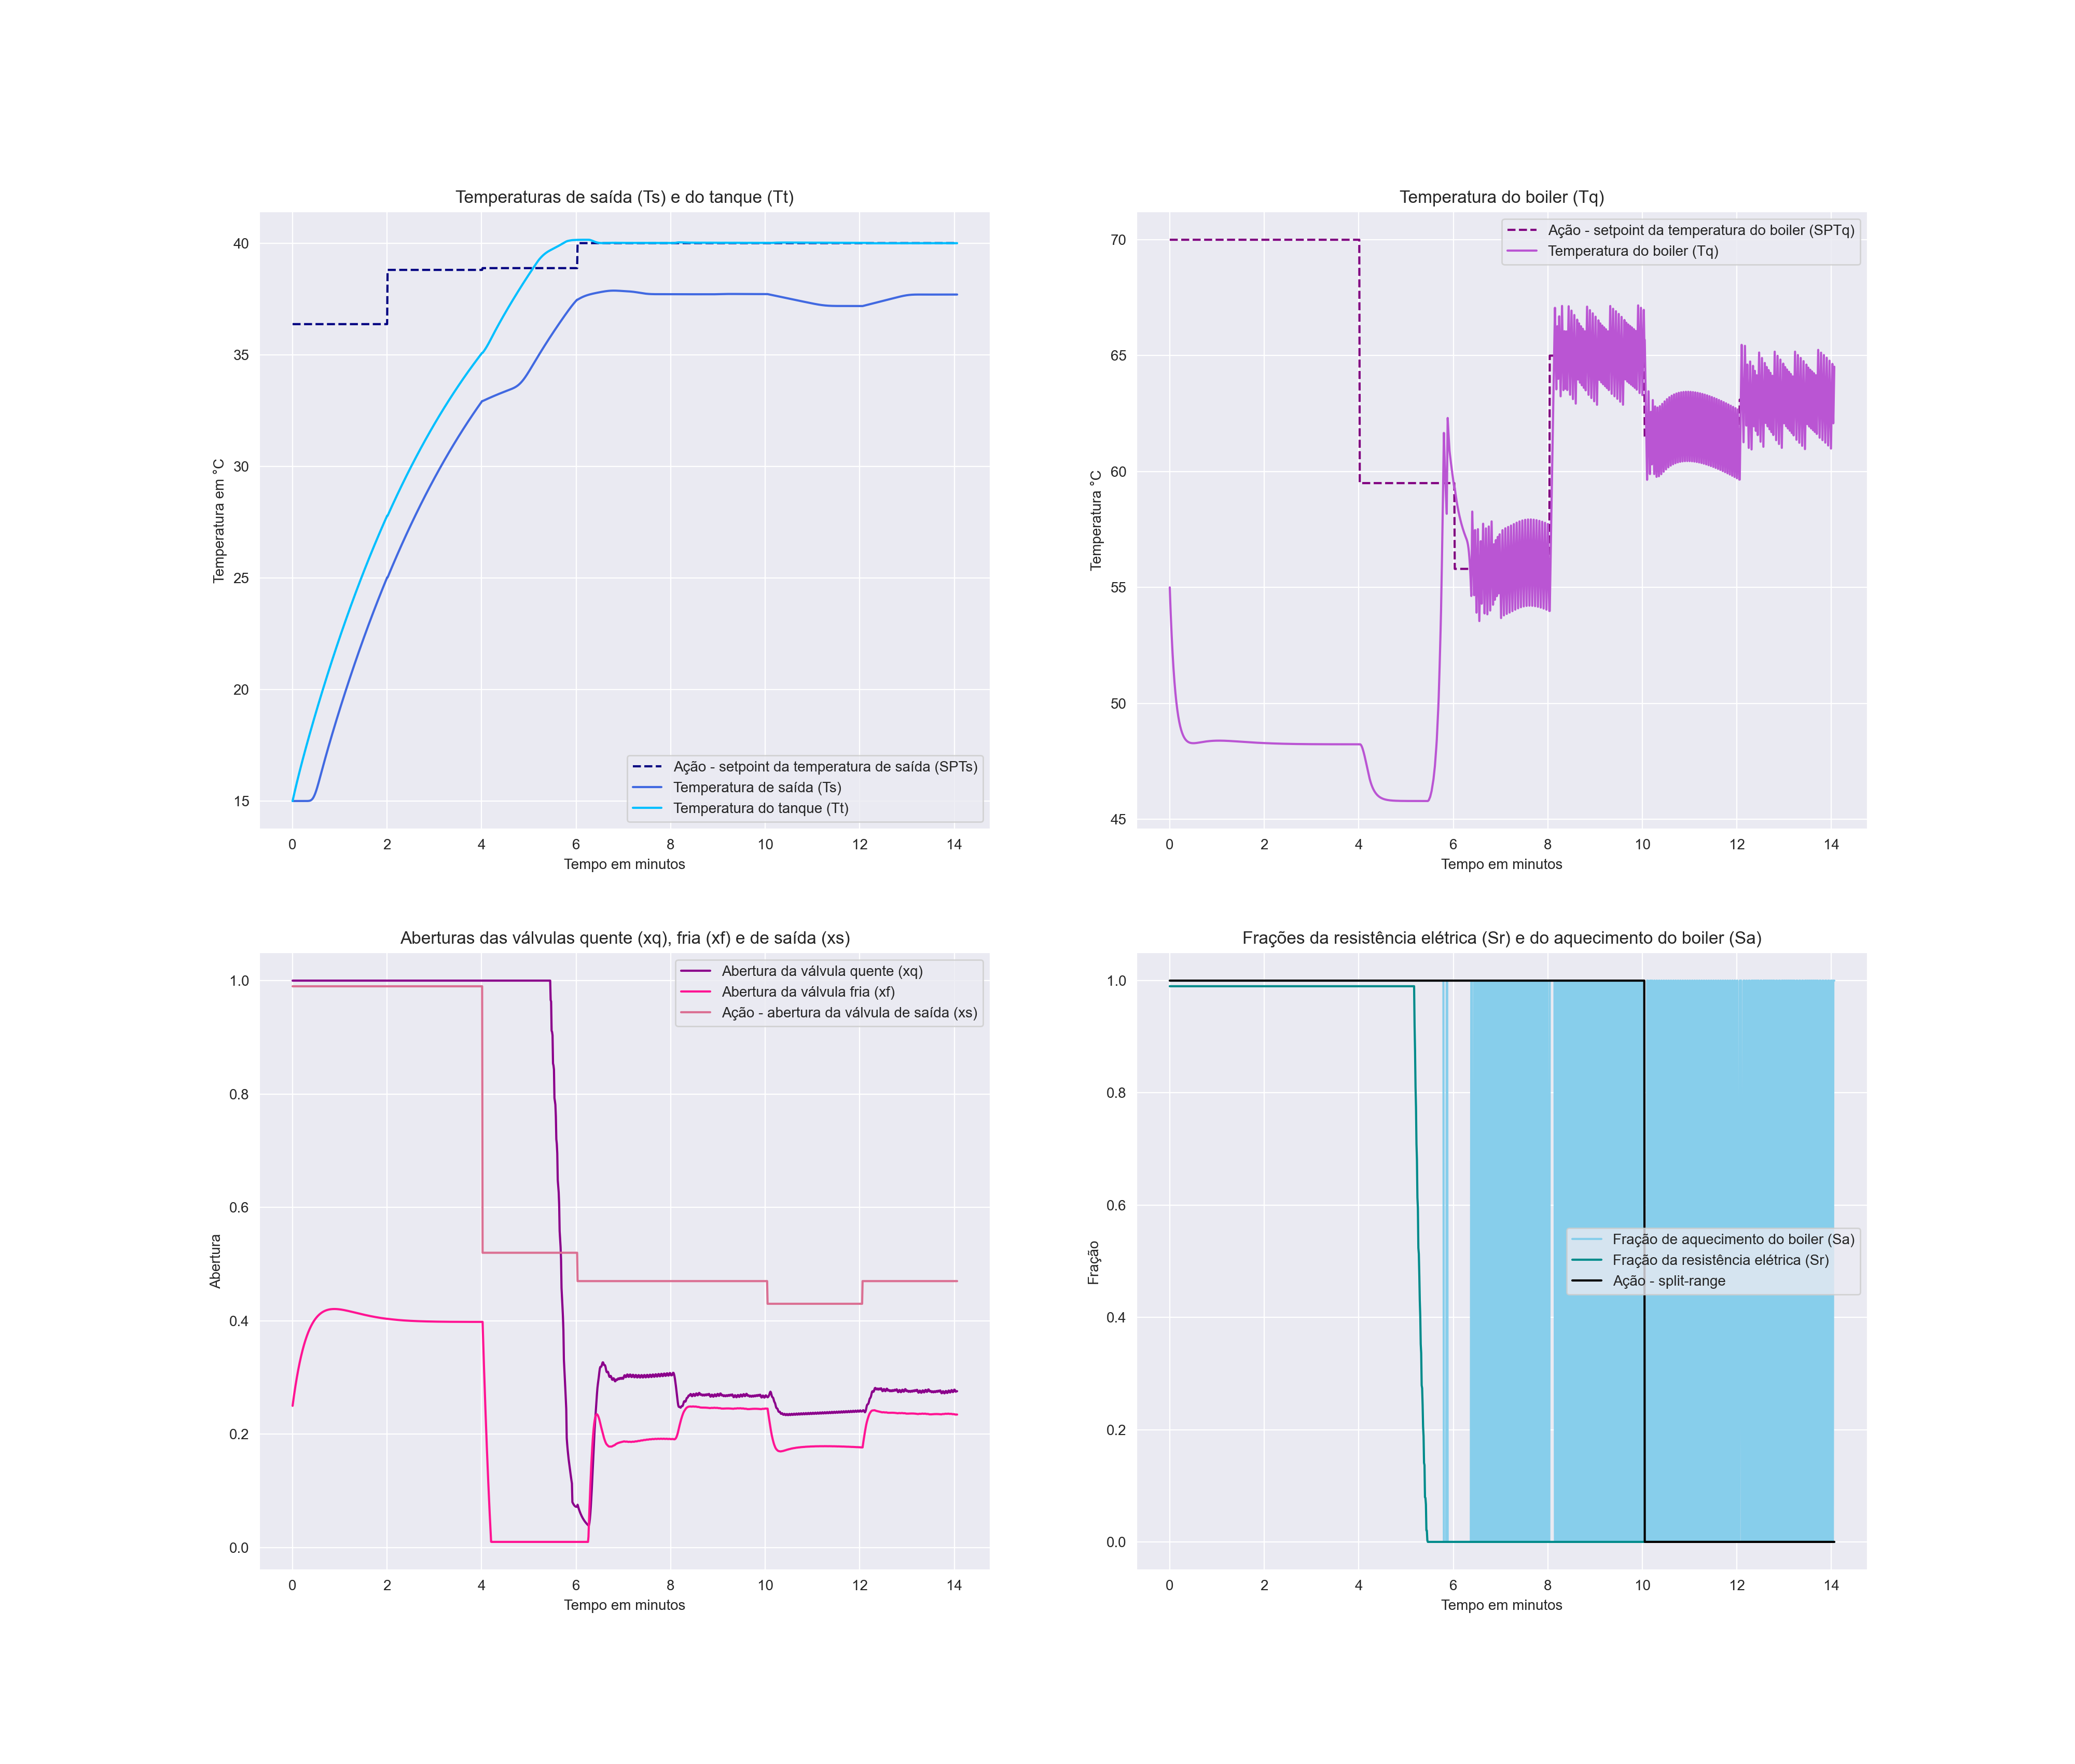 Temperaturas de saída (Ts) e do tanque (Tt)
Temperatura em °C
40
35
30
25
20
15
Ação - setpoint da temperatura de saída (SPTs)
Temperatura de saída (Ts)
Temperatura do tanque (Tt)
0 2 4 6 8 10 12 14
Tempo em minutos
Temperatura do boiler (Tq)
Temperatura °C
70
65
60
55
50
45
Ação - setpoint da temperatura do boiler (SPTq)
Temperatura do boiler (Tq)
0 2 4 6 8 10 12 14
Tempo em minutos
Aberturas das válvulas quente (xq), fria (xf) e de saída (xs)
Abertura
1.0
0.8
0.6
0.4
0.2
0.0
Abertura da válvula quente (xq)
Abertura da válvula fria (xf)
Ação - abertura da válvula de saída (xs)
0 2 4 6 8 10 12 14
Tempo em minutos
Frações da resistência elétrica (Sr) e do aquecimento do boiler (Sa)
Fração
1.0
0.8
0.6
0.4
0.2
0.0
Fração de aquecimento do boiler (Sa)
Fração da resistência elétrica (Sr)
Ação - split-range
0 2 4 6 8 10 12 14
Tempo em minutos